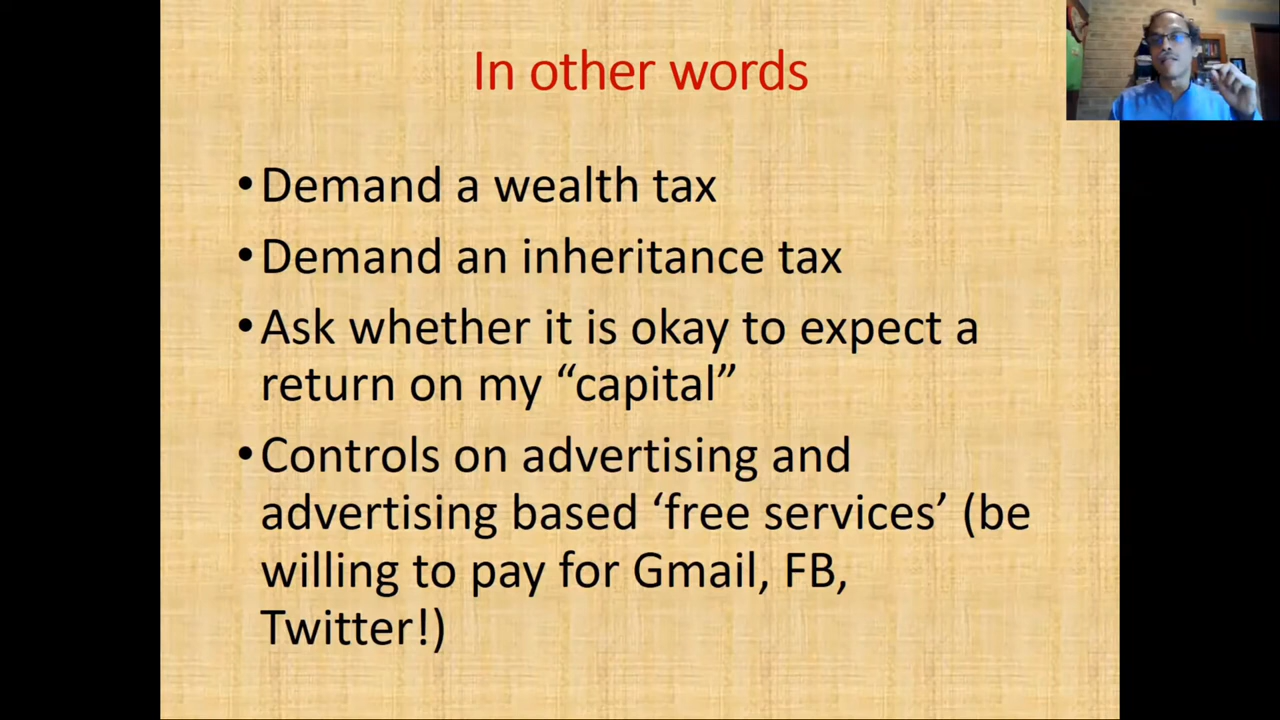 In other words
•Demand a wealth tax
•Demand an inheritance tax
•Ask whether it is okay to expect a
return on my “capital”
•Controls on advertising and
advertising based ‘free services’ (be
willing to pay for Gmail, FB,
Twitter!)